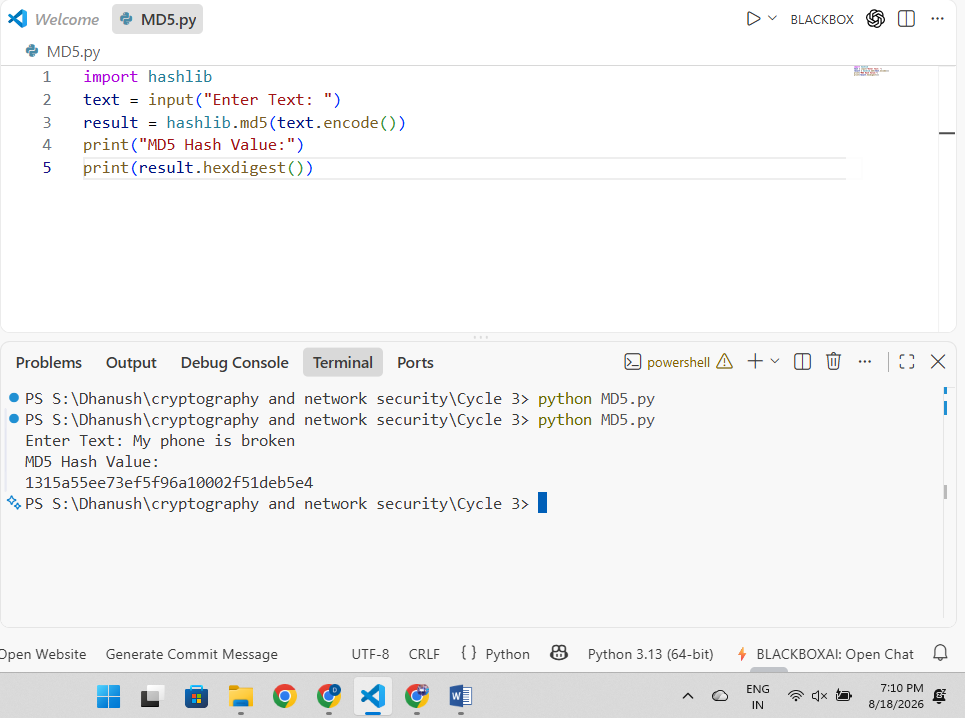 Welcome MD5.py BLACKBOX
MD5.py
1 import hashlib
2 text = input("Enter Text: ")
3 result = hashlib.md5(text.encode())
4 print("MD5 Hash Value:")
5 print(result.hexdigest())
Problems Output Debug Console Terminal Ports powershell
PS S:\Dhanush\cryptography and network security\Cycle 3> python MD5.py
PS S:\Dhanush\cryptography and network security\Cycle 3> python MD5.py
Enter Text: My phone is broken
MD5 Hash Value:
1315a55ee73ef5f96a10002f51deb5e4
PS S:\Dhanush\cryptography and network security\Cycle 3>
Open Website Generate Commit Message UTF-8 CRLF { } Python Python 3.13 (64-bit) BLACKBOXAI: Open Chat
ENG 7:10 PM
IN 8/18/2026